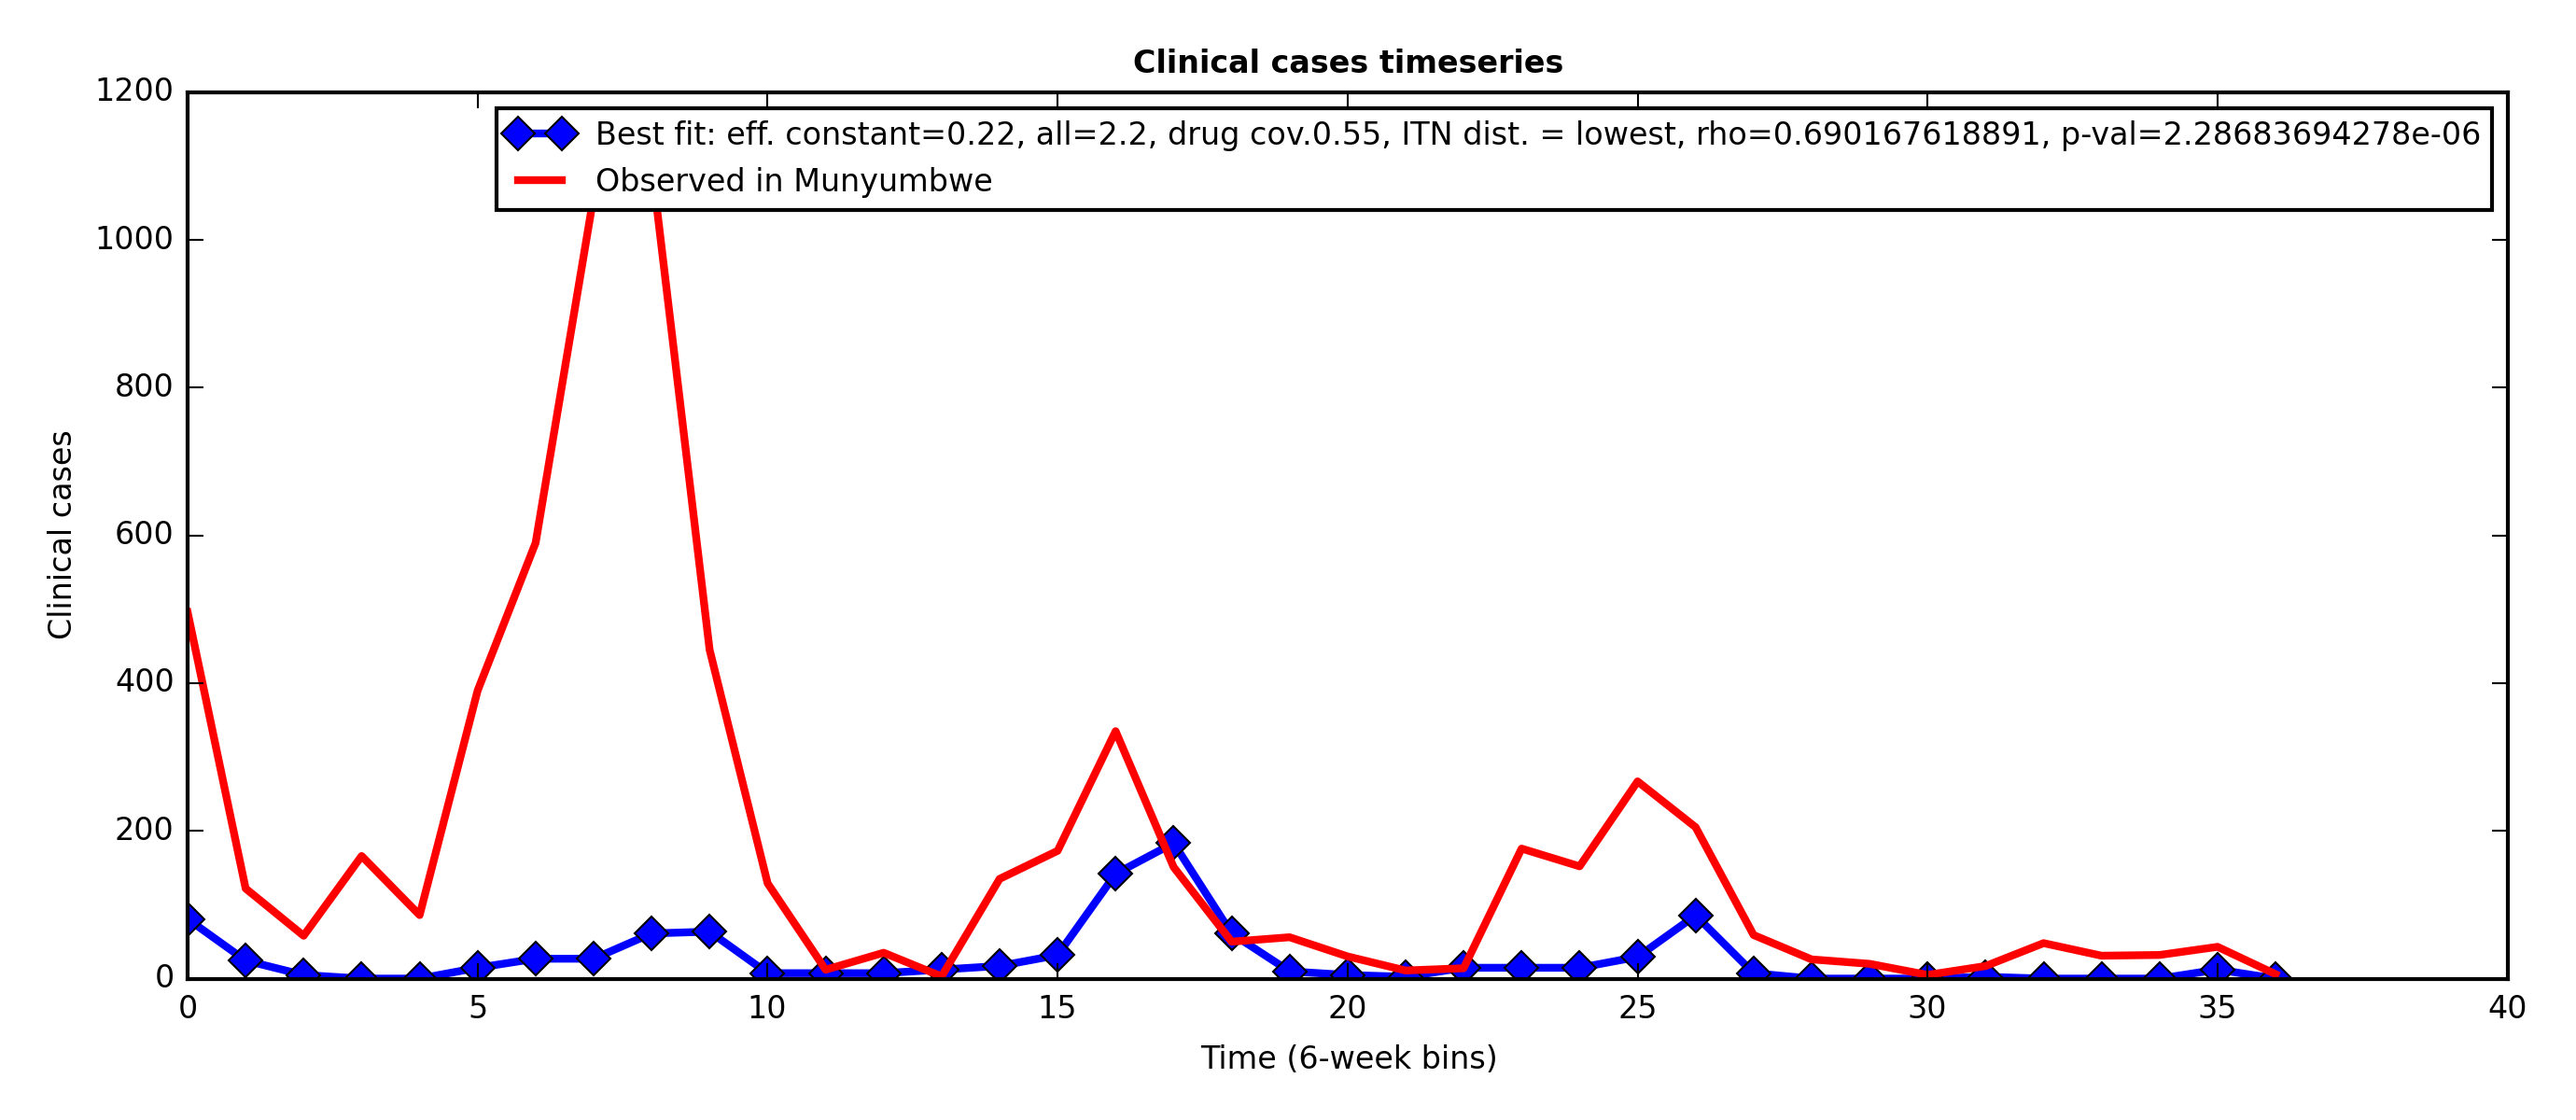 Clinical cases timeseries
1200
1000
800
600
400
200
0
Clinical cases
Best fit: eff. constant=0.22, all=2.2, drug cov.0.55, ITN dist. = lowest, rho=0.690167618891, p-val=2.28683694278e-06
Observed in Munyumbwe
0 5 10 15 20 25 30 35 40
Time (6-week bins)